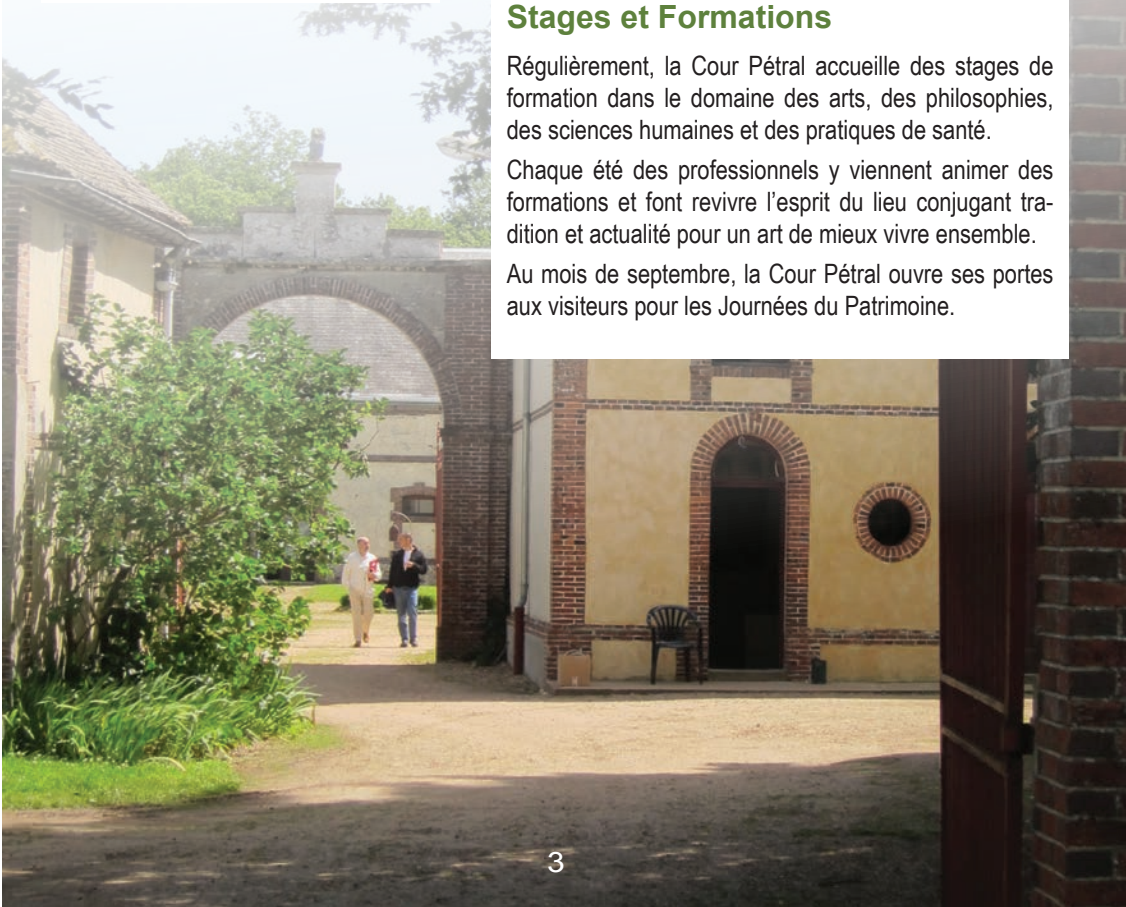 Stages et Formations
Régulièrement, la Cour Pétral accueille des stages de
formation dans le domaine des arts, des philosophies,
des sciences humaines et des pratiques de santé.
Chaque été des professionnels y viennent animer des
formations et font revivre l’esprit du lieu conjugant tra-
dition et actualité pour un art de mieux vivre ensemble.
Au mois de septembre, la Cour Pétral ouvre ses portes
aux visiteurs pour les Journées du Patrimoine.
3